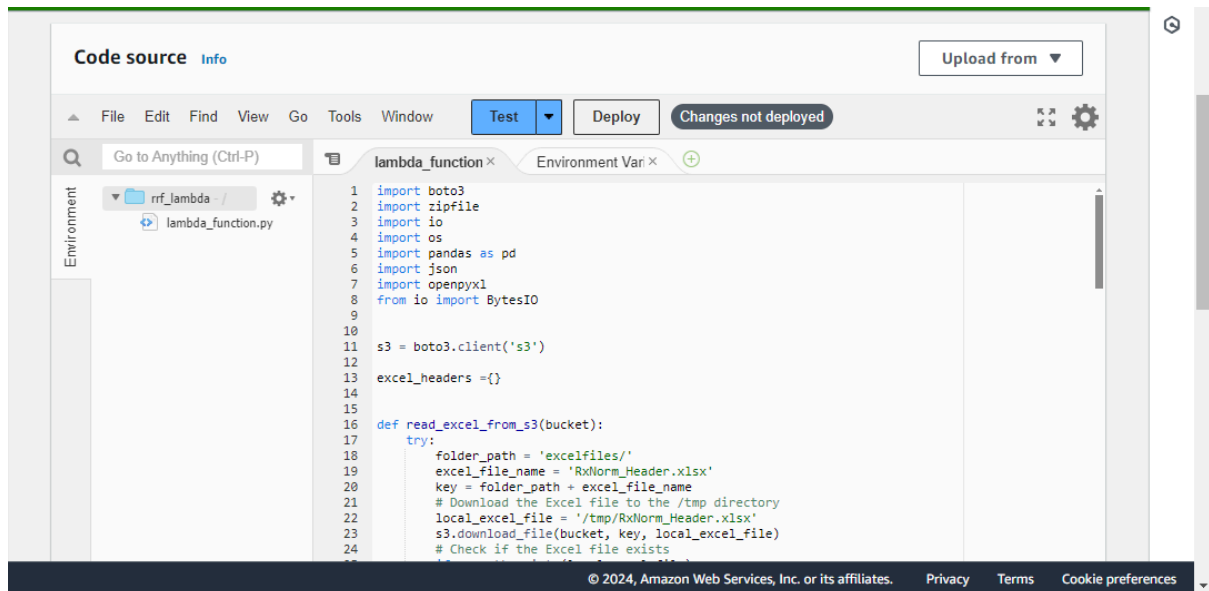 Code source Info
Upload from
File Edit Find View Go Tools Window Test Deploy Changes not deployed
Go to Anything (Ctrl-P)
lambda_function × Environment Vari ×
Environment
rrf_lambda - /
lambda_function.py
1 import boto3
2 import zipfile
3 import io
4 import os
5 import pandas as pd
6 import json
7 import openpyxl
8 from io import BytesIO
9
10
11 s3 = boto3.client('s3')
12
13 excel_headers ={}
14
15
16 def read_excel_from_s3(bucket):
17 try:
18 folder_path = 'excelfiles/'
19 excel_file_name = 'RxNorm_Header.xlsx'
20 key = folder_path + excel_file_name
21 # Download the Excel file to the /tmp directory
22 local_excel_file = '/tmp/RxNorm_Header.xlsx'
23 s3.download_file(bucket, key, local_excel_file)
24 # Check if the Excel file exists
© 2024, Amazon Web Services, Inc. or its affiliates. Privacy Terms Cookie preferences